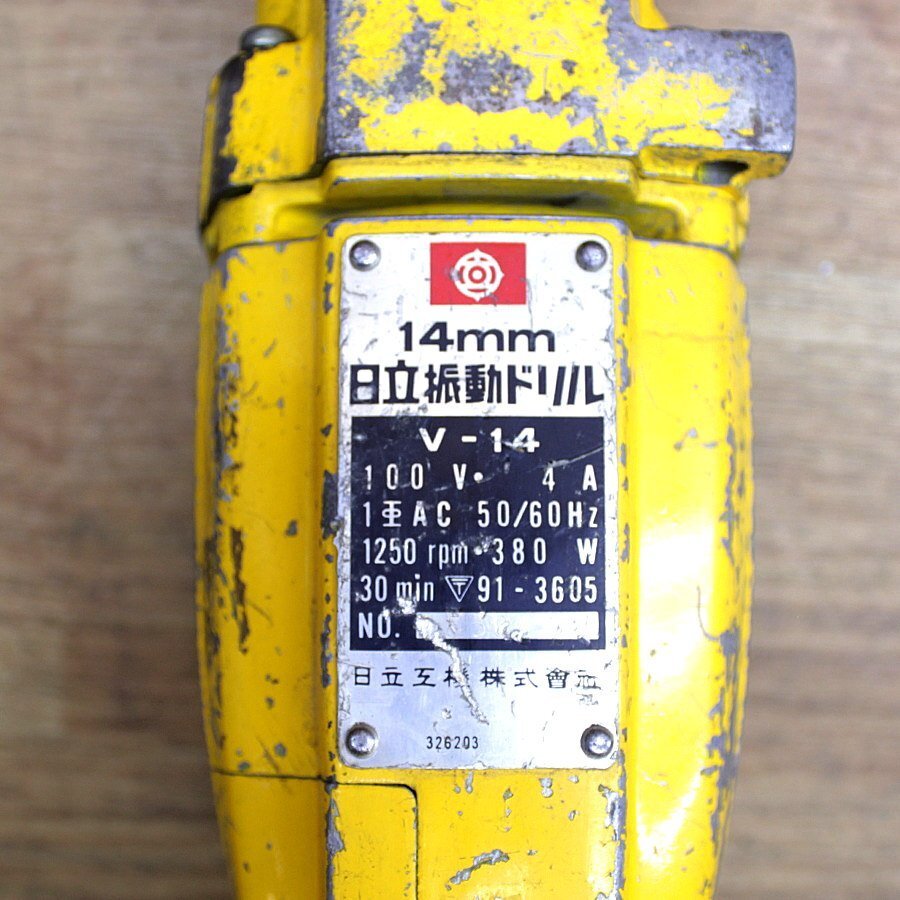 14mm
日立振動ドリル
V-14
100 V・ 4 A
1重AC 50/60Hz
1250 rpm・380 W
30 min 〒91-3605
NO.
日立工機株式會社
326203